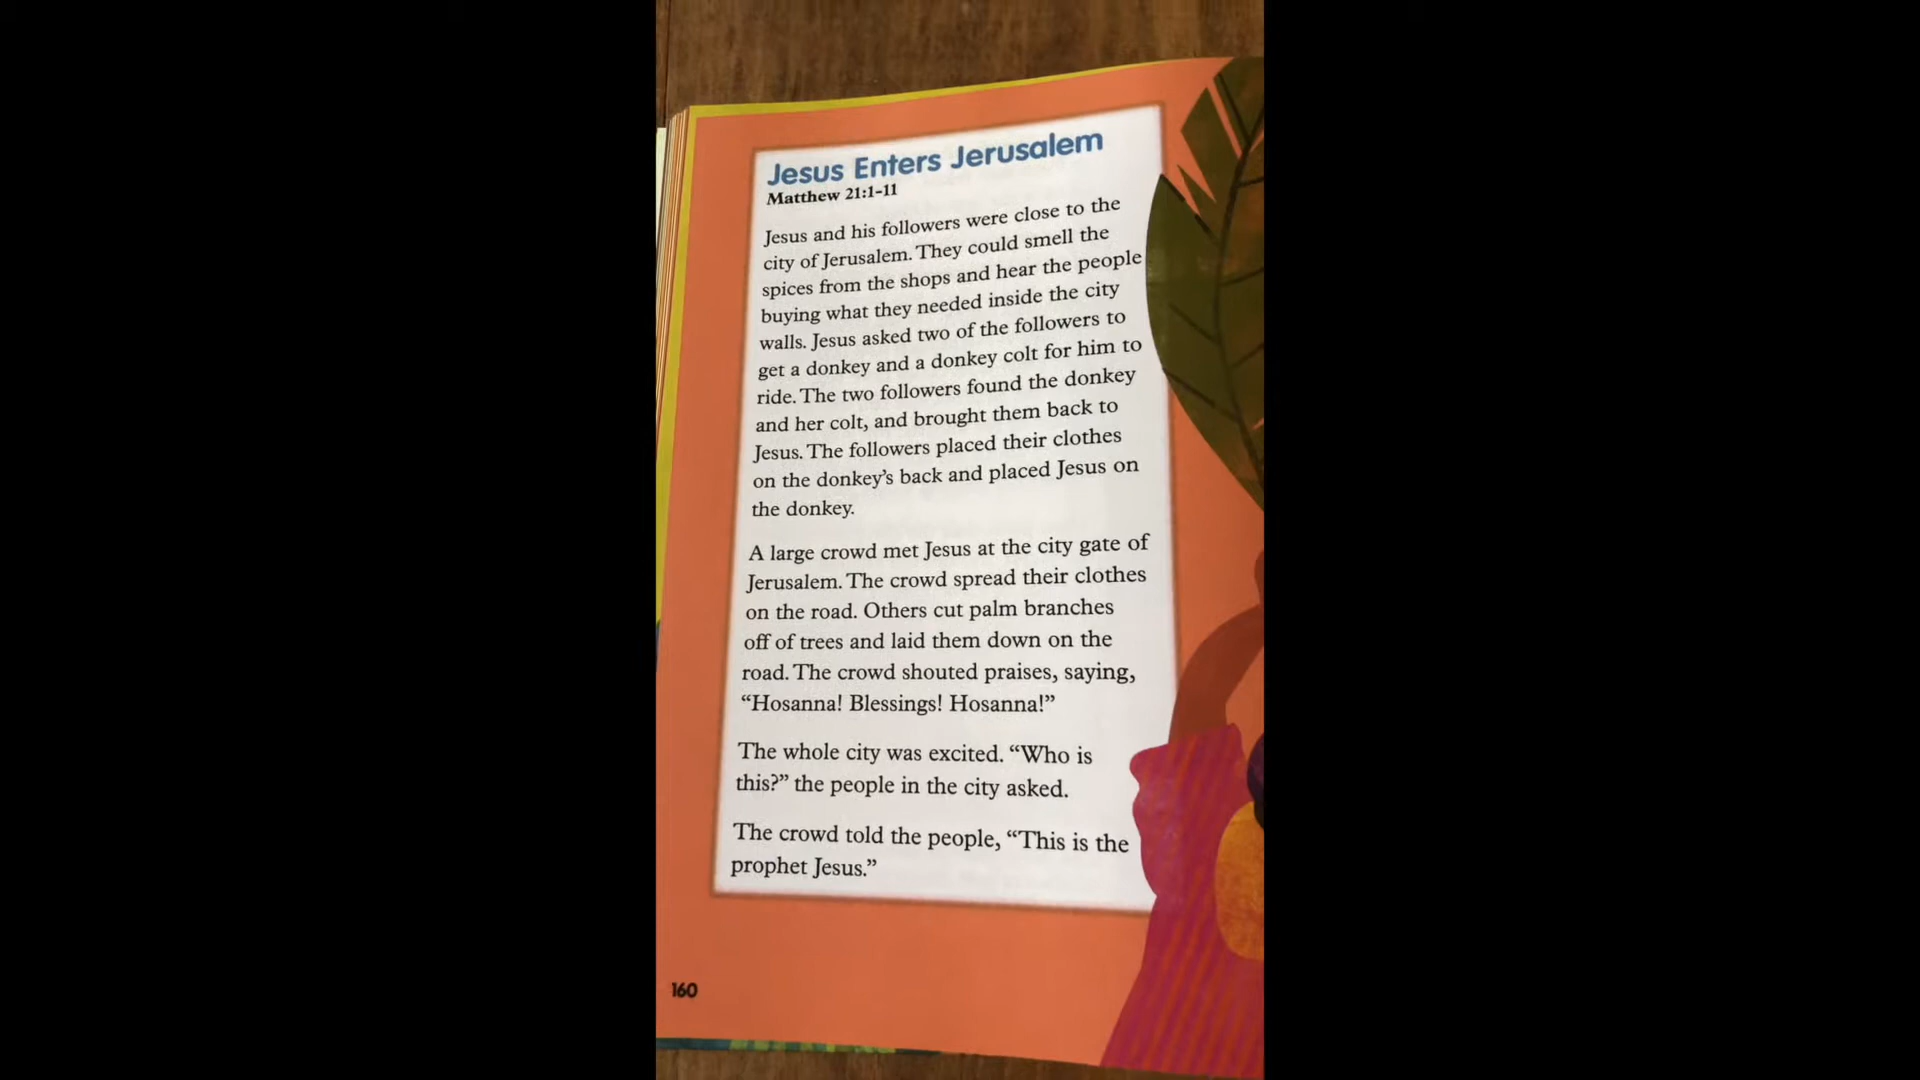 Jesus Enters Jerusalem
Matthew 21:1-11
Jesus and his followers were close to the
city of Jerusalem. They could smell the
spices from the shops and hear the people
buying what they needed inside the city
walls. Jesus asked two of the followers to
get a donkey and a donkey colt for him to
ride. The two followers found the donkey
and her colt, and brought them back to
Jesus. The followers placed their clothes
on the donkey’s back and placed Jesus on
the donkey.
A large crowd met Jesus at the city gate of
Jerusalem. The crowd spread their clothes
on the road. Others cut palm branches
off of trees and laid them down on the
road. The crowd shouted praises, saying,
“Hosanna! Blessings! Hosanna!”
The whole city was excited. “Who is
this?” the people in the city asked.
The crowd told the people, “This is the
prophet Jesus.”
160